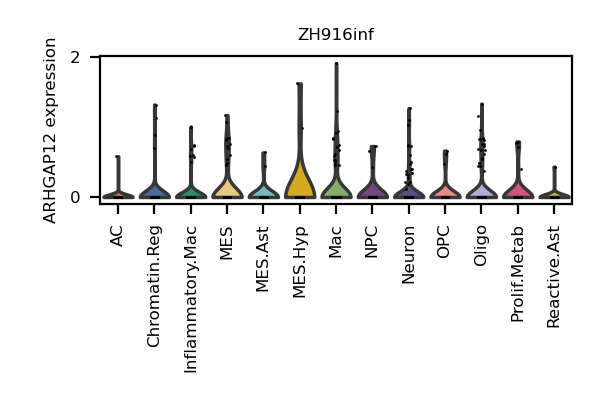 ZH916inf
ARHGAP12 expression
2
0
AC
Chromatin.Reg
Inflammatory.Mac
MES
MES.Ast
MES.Hyp
Mac
NPC
Neuron
OPC
Oligo
Prolif.Metab
Reactive.Ast